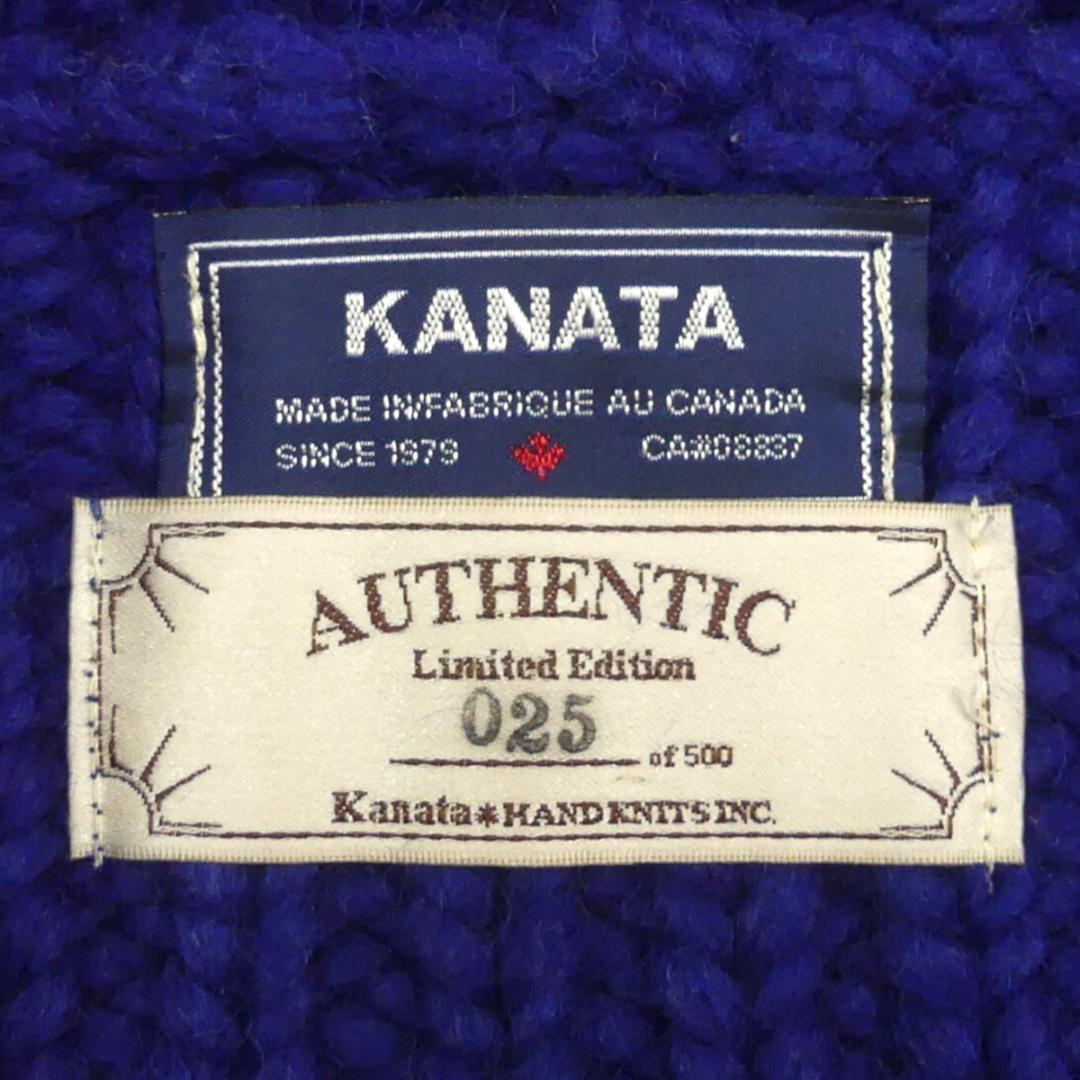 KANATA
MADE IN/FABRIQUE AU CANADA
SINCE 1979
CA#08837
AUTHENTIC
Limited Edition
025
of 500
Kanata*HAND KNITS INC.